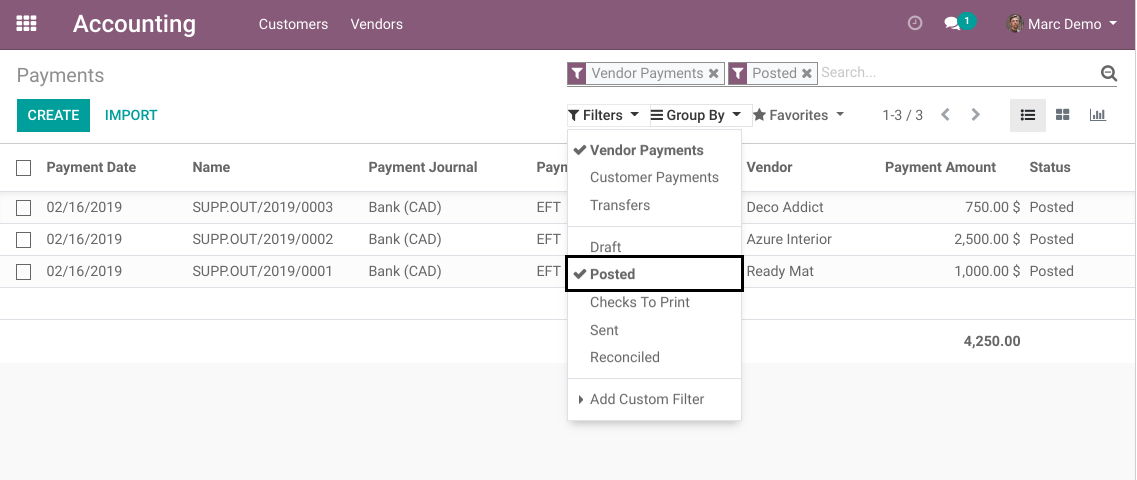 Accounting Customers Vendors 1 Marc Demo
Payments Vendor Payments Posted Search...
CREATE IMPORT Filters Group By Favorites 1-3 / 3
Payment Date Name Payment Journal Paym Vendor Payment Amount Status
02/16/2019 SUPP.OUT/2019/0003 Bank (CAD) EFT Deco Addict 750.00 $ Posted
02/16/2019 SUPP.OUT/2019/0002 Bank (CAD) EFT Azure Interior 2,500.00 $ Posted
02/16/2019 SUPP.OUT/2019/0001 Bank (CAD) EFT Ready Mat 1,000.00 $ Posted
4,250.00
Vendor Payments
Customer Payments
Transfers
Draft
Posted
Checks To Print
Sent
Reconciled
Add Custom Filter